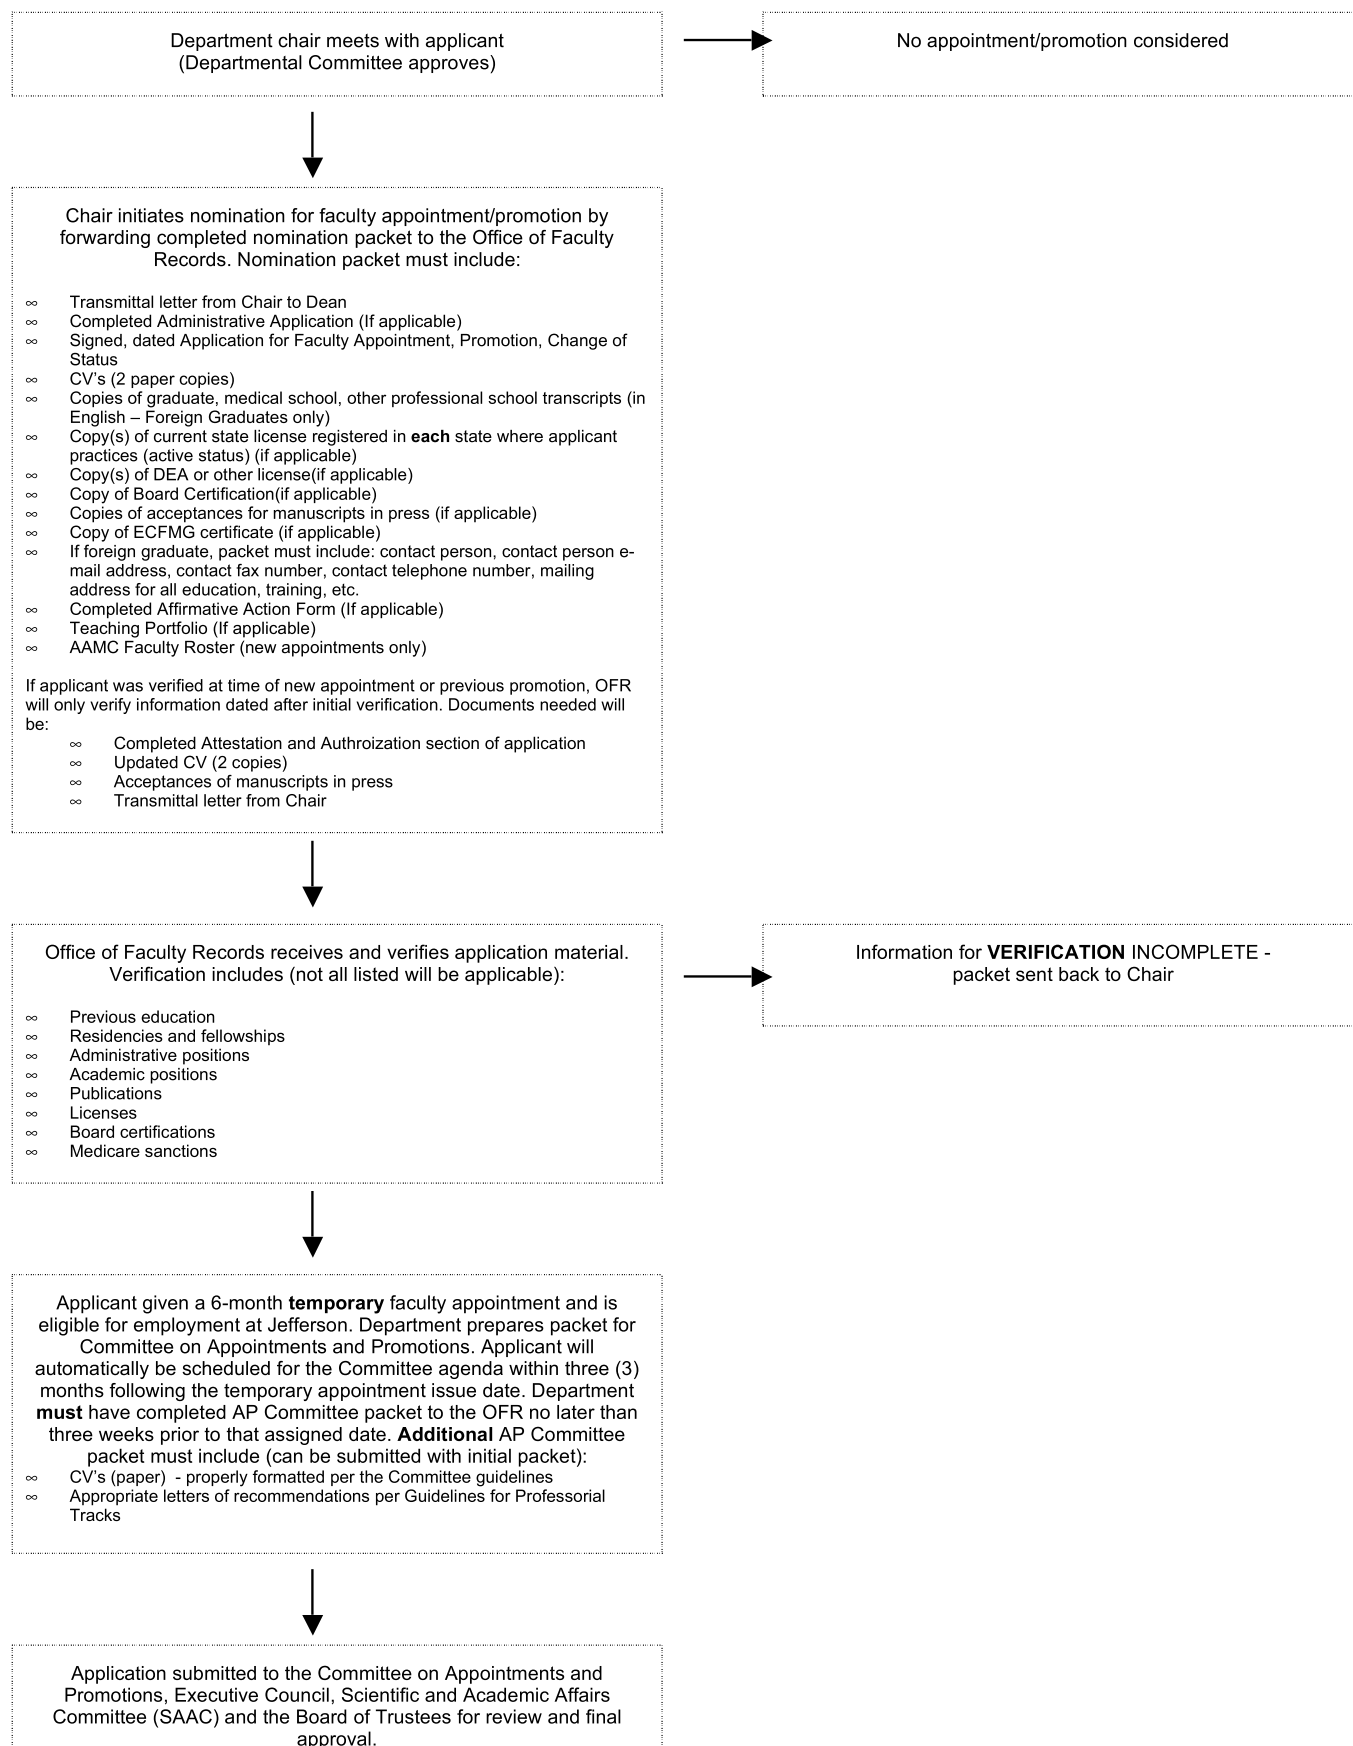 Department chair meets with applicant
(Departmental Committee approves)
No appointment/promotion considered
Chair initiates nomination for faculty appointment/promotion by
forwarding completed nomination packet to the Office of Faculty
Records. Nomination packet must include:
∞ Transmittal letter from Chair to Dean
∞ Completed Administrative Application (If applicable)
∞ Signed, dated Application for Faculty Appointment, Promotion, Change of
Status
∞ CV's (2 paper copies)
∞ Copies of graduate, medical school, other professional school transcripts (in
English – Foreign Graduates only)
∞ Copy(s) of current state license registered in each state where applicant
practices (active status) (if applicable)
∞ Copy(s) of DEA or other license(if applicable)
∞ Copy of Board Certification(if applicable)
∞ Copies of acceptances for manuscripts in press (if applicable)
∞ Copy of ECFMG certificate (if applicable)
∞ If foreign graduate, packet must include: contact person, contact person e-
mail address, contact fax number, contact telephone number, mailing
address for all education, training, etc.
∞ Completed Affirmative Action Form (If applicable)
∞ Teaching Portfolio (If applicable)
∞ AAMC Faculty Roster (new appointments only)
If applicant was verified at time of new appointment or previous promotion, OFR
will only verify information dated after initial verification. Documents needed will
be:
∞ Completed Attestation and Authroization section of application
∞ Updated CV (2 copies)
∞ Acceptances of manuscripts in press
∞ Transmittal letter from Chair
Office of Faculty Records receives and verifies application material.
Verification includes (not all listed will be applicable):
∞ Previous education
∞ Residencies and fellowships
∞ Administrative positions
∞ Academic positions
∞ Publications
∞ Licenses
∞ Board certifications
∞ Medicare sanctions
Information for VERIFICATION INCOMPLETE -
packet sent back to Chair
Applicant given a 6-month temporary faculty appointment and is
eligible for employment at Jefferson. Department prepares packet for
Committee on Appointments and Promotions. Applicant will
automatically be scheduled for the Committee agenda within three (3)
months following the temporary appointment issue date. Department
must have completed AP Committee packet to the OFR no later than
three weeks prior to that assigned date. Additional AP Committee
packet must include (can be submitted with initial packet):
∞ CV's (paper)  - properly formatted per the Committee guidelines
∞ Appropriate letters of recommendations per Guidelines for Professorial
Tracks
Application submitted to the Committee on Appointments and
Promotions, Executive Council, Scientific and Academic Affairs
Committee (SAAC) and the Board of Trustees for review and final
approval.